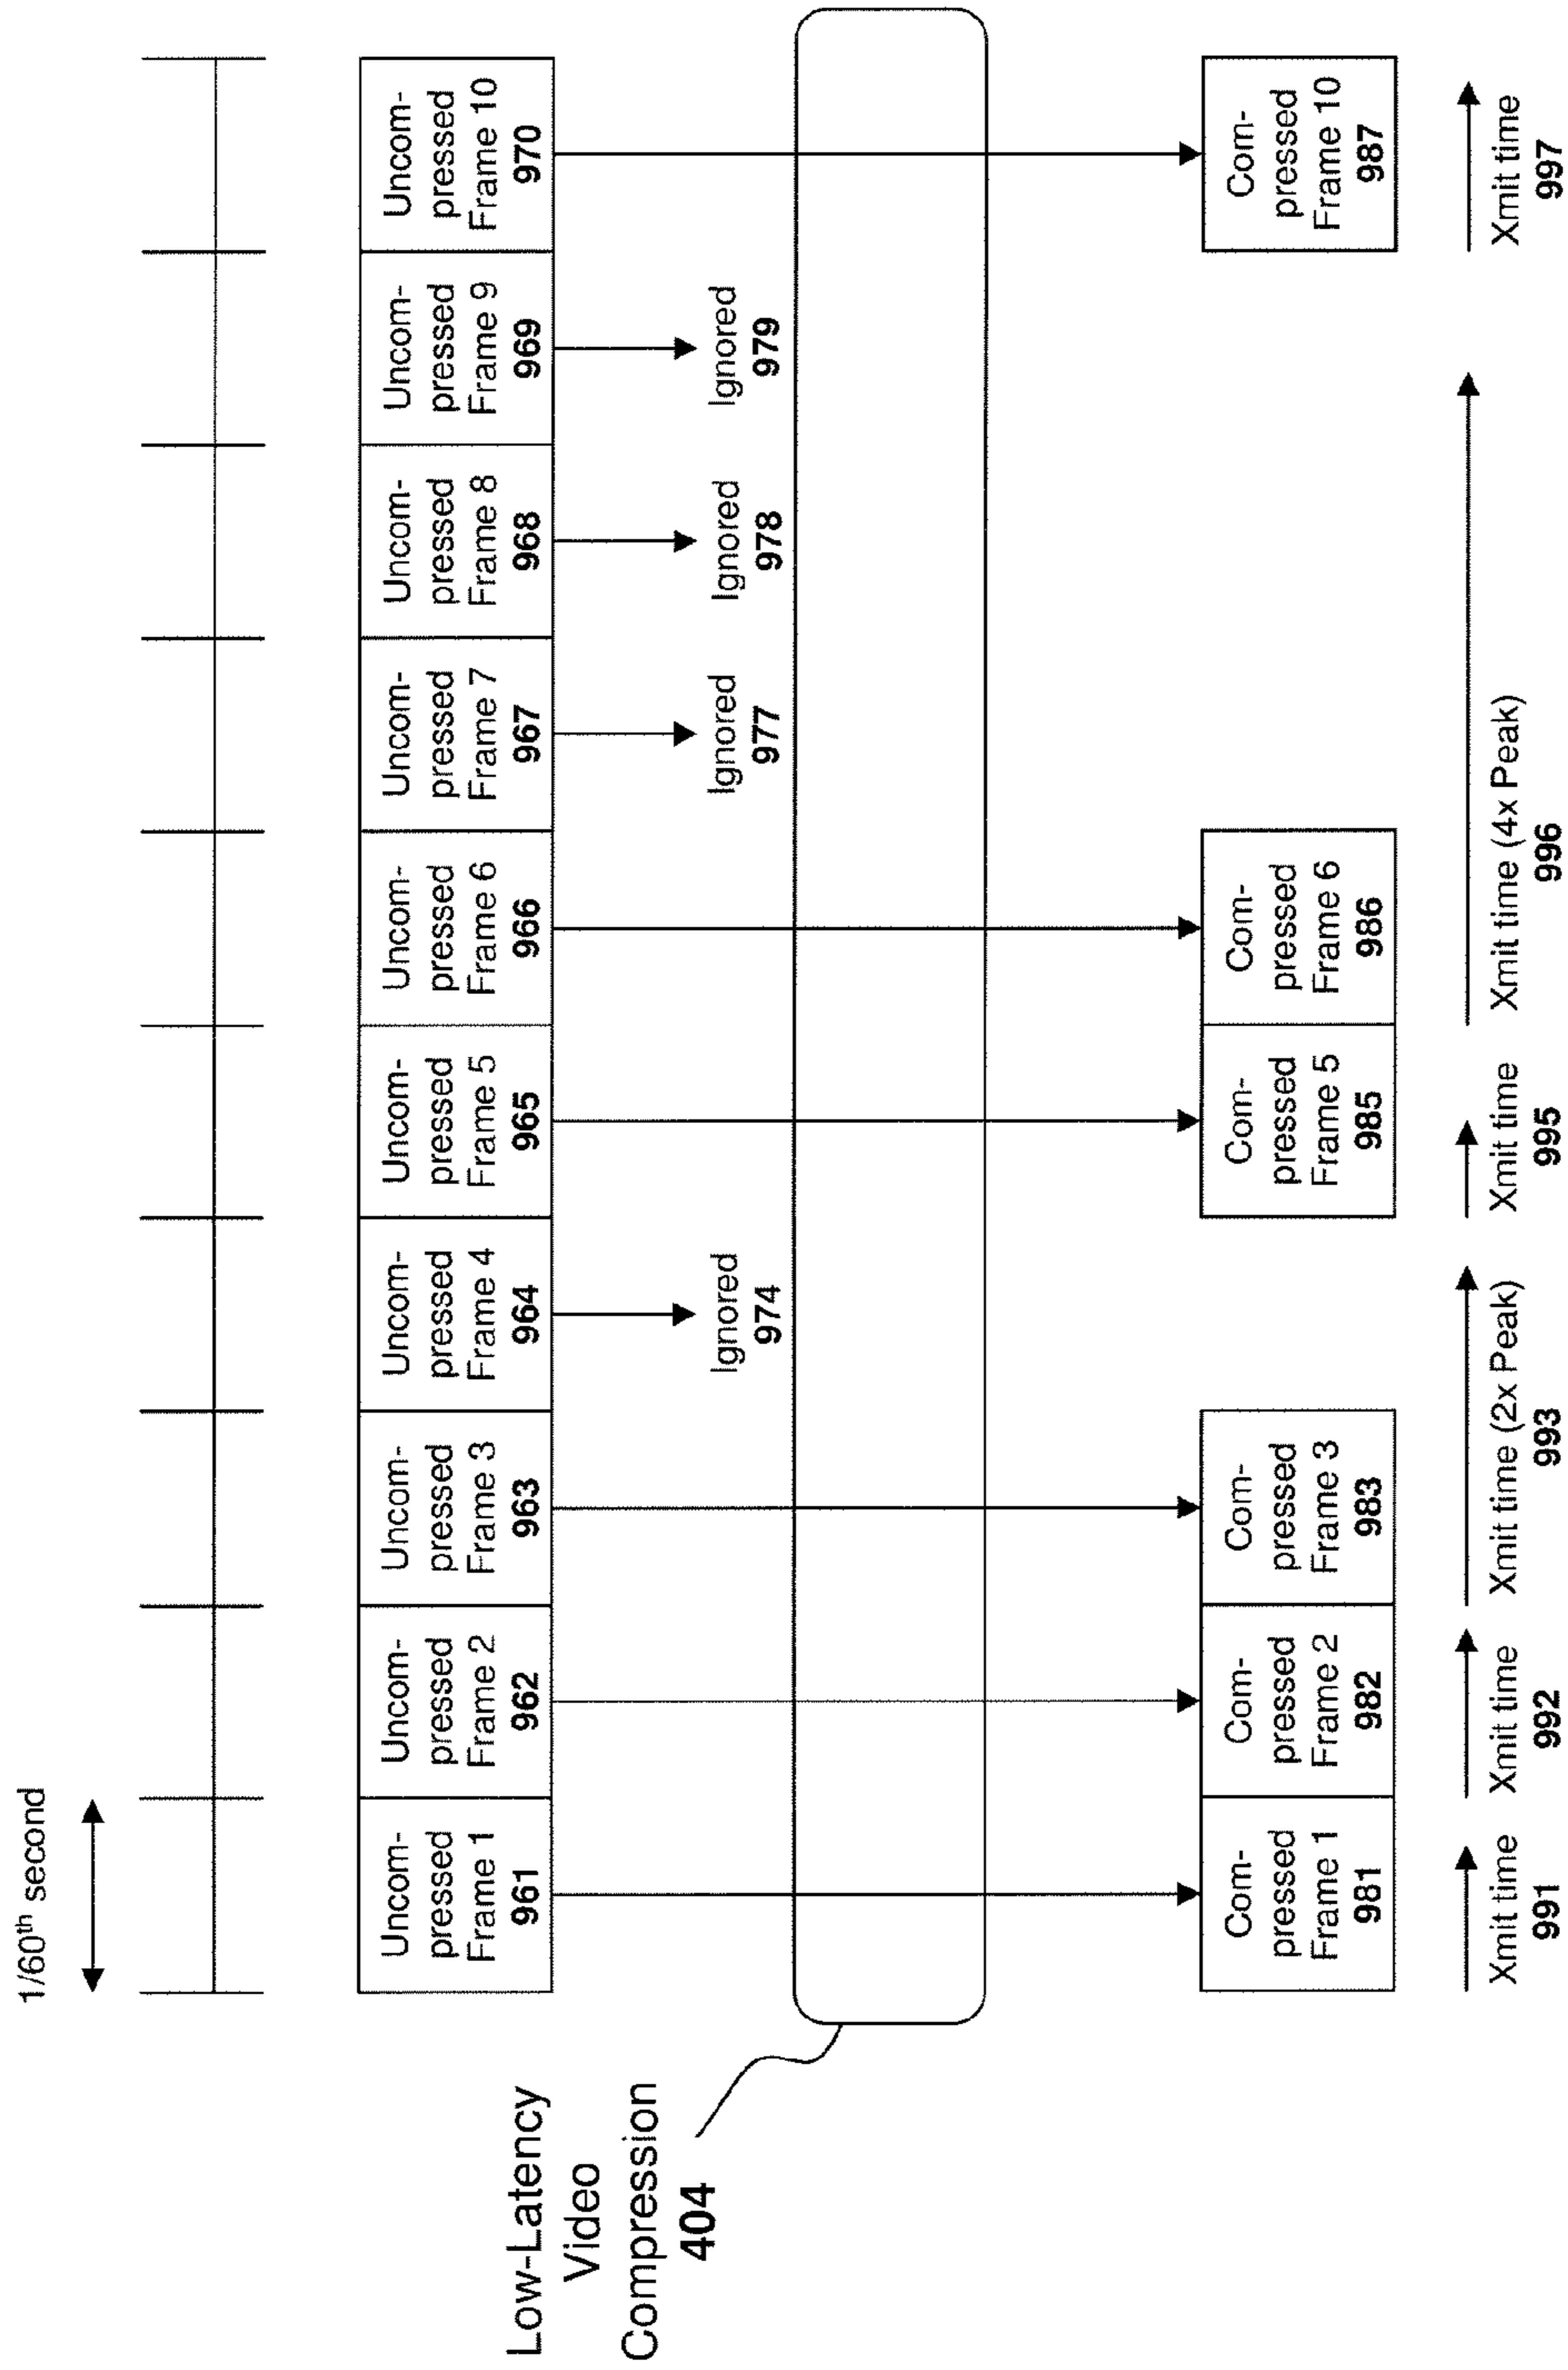 1/60th second
Uncom-
pressed
Frame 1
961
Uncom-
pressed
Frame 2
962
Uncom-
pressed
Frame 3
963
Uncom-
pressed
Frame 4
964
Uncom-
pressed
Frame 5
965
Uncom-
pressed
Frame 6
966
Uncom-
pressed
Frame 7
967
Uncom-
pressed
Frame 8
968
Uncom-
pressed
Frame 9
969
Uncom-
pressed
Frame 10
970
Ignored
974
Ignored
977
Ignored
978
Ignored
979
Low-Latency
Video
Compression
404
Com-
pressed
Frame 1
981
Com-
pressed
Frame 2
982
Com-
pressed
Frame 3
983
Com-
pressed
Frame 5
985
Com-
pressed
Frame 6
986
Com-
pressed
Frame 10
987
Xmit time
991
Xmit time
992
Xmit time (2x Peak)
993
Xmit time
995
Xmit time (4x Peak)
996
Xmit time
997